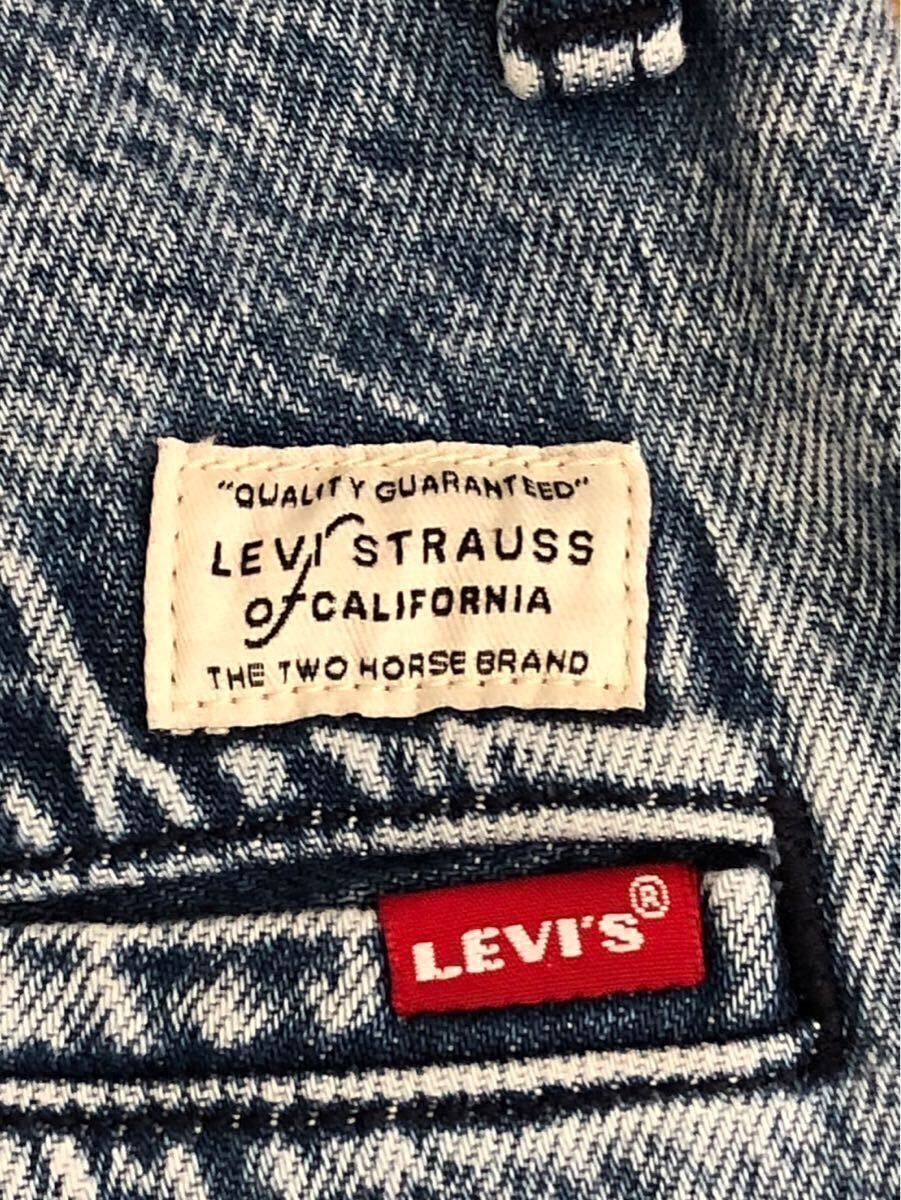 "QUALITY GUARANTEED"
LEVI STRAUSS
of CALIFORNIA
THE TWO HORSE BRAND
LEVI'S®